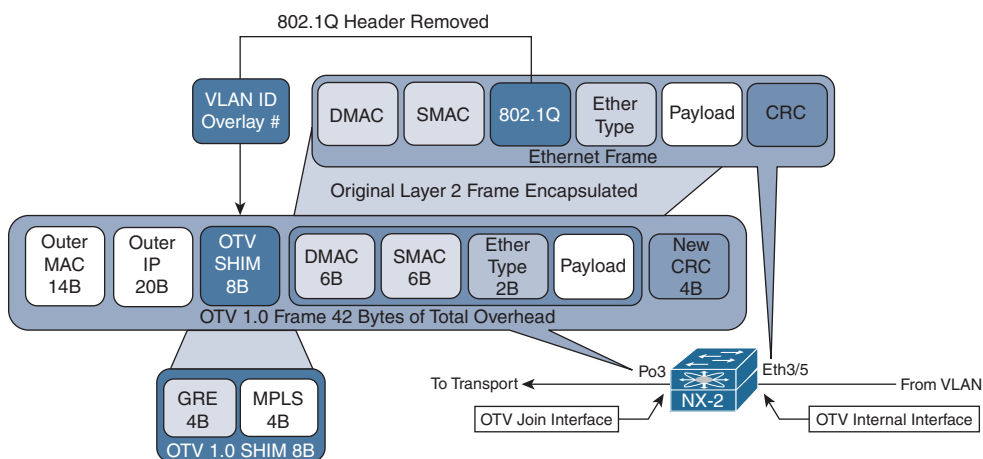 802.1Q Header Removed
VLAN ID
Overlay #
DMAC
SMAC
802.1Q
Ether
Type
Payload
CRC
Ethernet Frame
Original Layer 2 Frame Encapsulated
Outer
MAC
14B
Outer
IP
20B
OTV
SHIM
8B
DMAC
6B
SMAC
6B
Ether
Type
2B
Payload
New
CRC
4B
OTV 1.0 Frame 42 Bytes of Total Overhead
GRE
4B
MPLS
4B
OTV 1.0 SHIM 8B
Po3
Eth3/5
To Transport
NX-2
From VLAN
OTV Join Interface
OTV Internal Interface